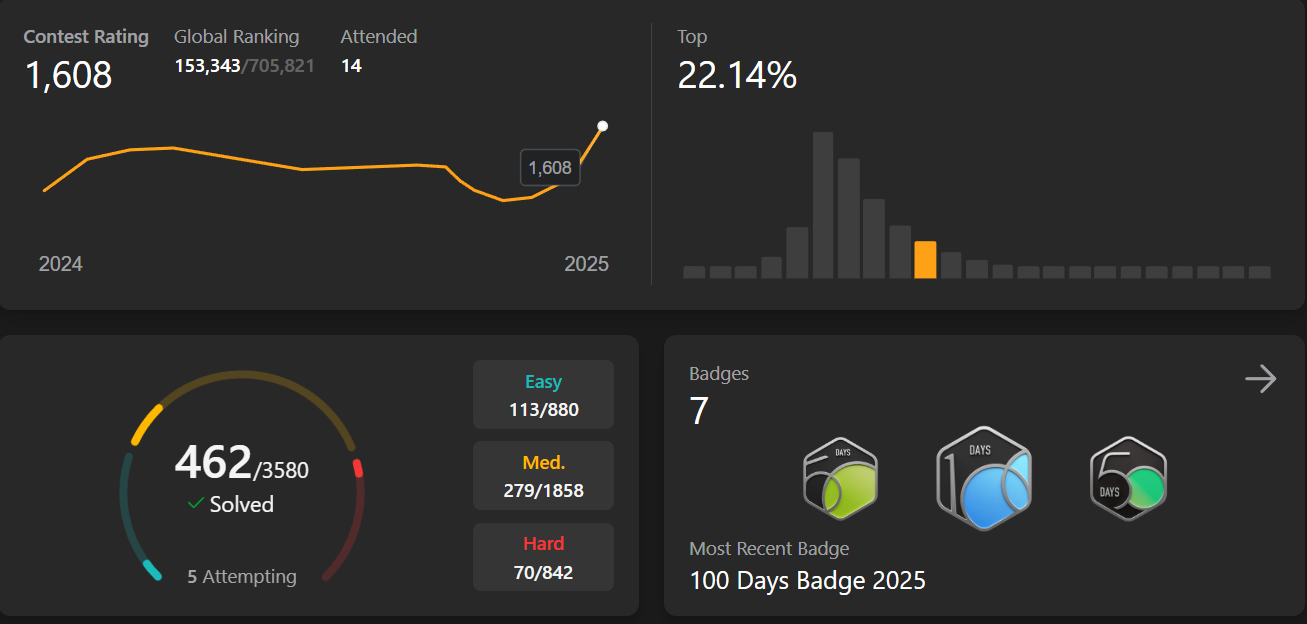 Contest Rating Global Ranking Attended
1,608 153,343/705,821 14
1,608
2024 2025
Top
22.14%
462/3580
Solved
5 Attempting
Easy
113/880
Med.
279/1858
Hard
70/842
Badges
7
DAYS
DAYS
100
5
DAYS
Most Recent Badge
100 Days Badge 2025